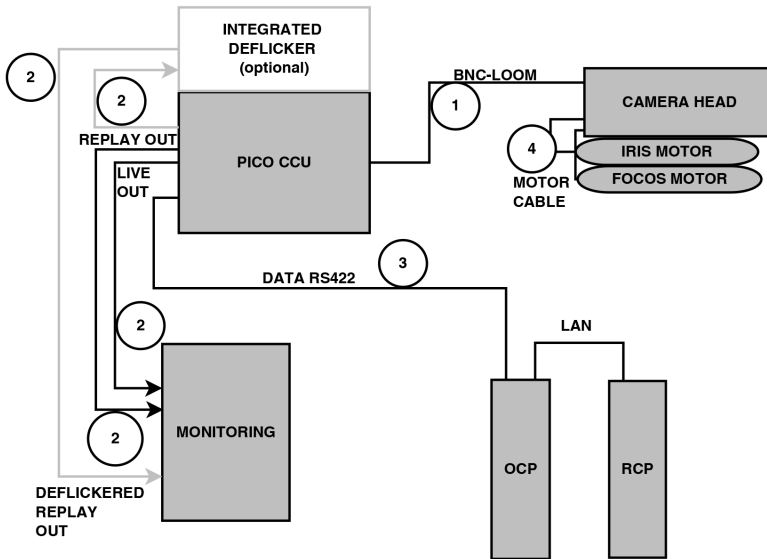 INTEGRATED
DEFLICKER
(optional)
2
2
BNC-LOOM
1
CAMERA HEAD
REPLAY OUT
PICO CCU
4
IRIS MOTOR
LIVE
OUT
MOTOR
CABLE
FOCOS MOTOR
3
DATA RS422
2
LAN
2
MONITORING
OCP
RCP
DEFLICKERED
REPLAY
OUT